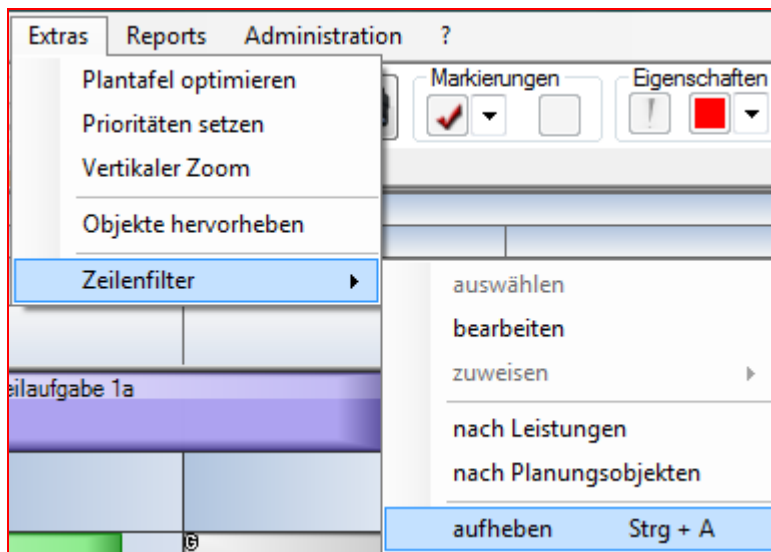 Extras Reports Administration ?
Plantafel optimieren
Prioritäten setzen
Vertikaler Zoom
Objekte hervorheben
Zeilenfilter
Markierungen Eigenschaften
auswählen
bearbeiten
zuweisen
nach Leistungen
nach Planungsobjekten
aufheben Strg + A
eilaufgabe 1a
G